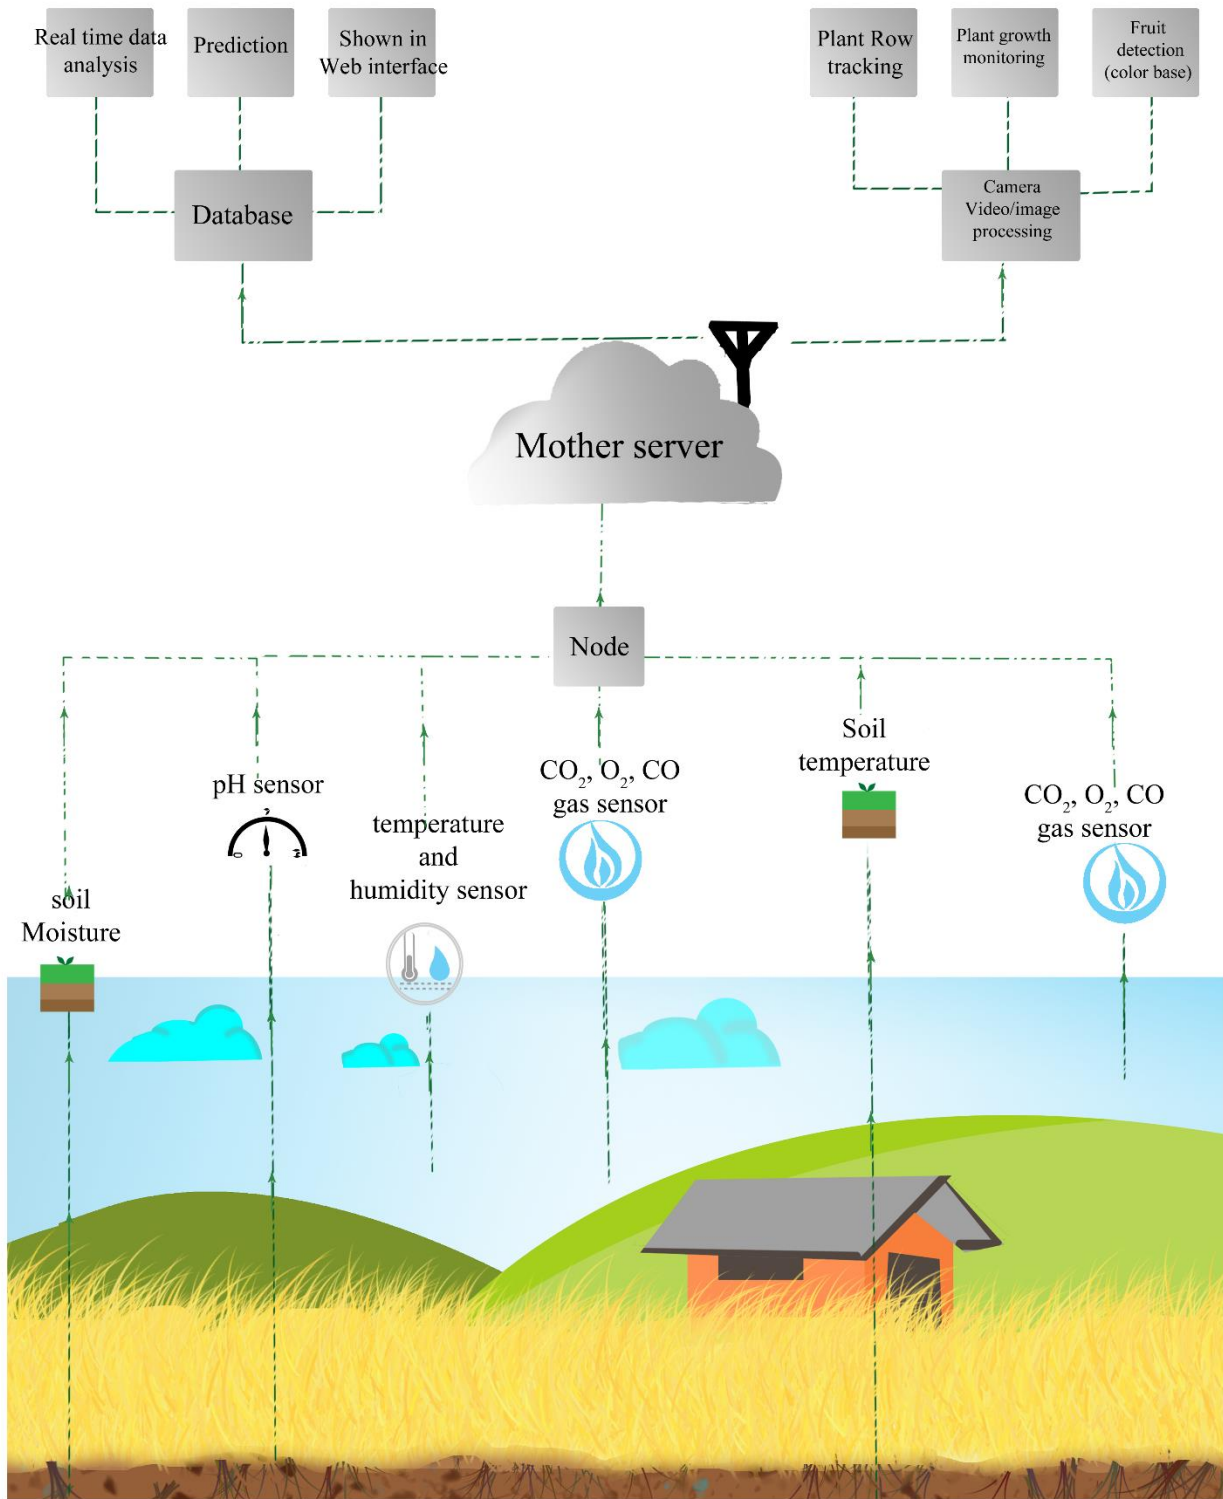 Real time data
analysis
Prediction
Shown in
Web interface
Plant Row
tracking
Plant growth
monitoring
Fruit
detection
(color base)
Database
Camera
Video/image
processing
Mother server
Node
soil
Moisture
pH sensor
temperature
and
humidity sensor
CO₂, O₂, CO
gas sensor
Soil
temperature
CO₂, O₂, CO
gas sensor